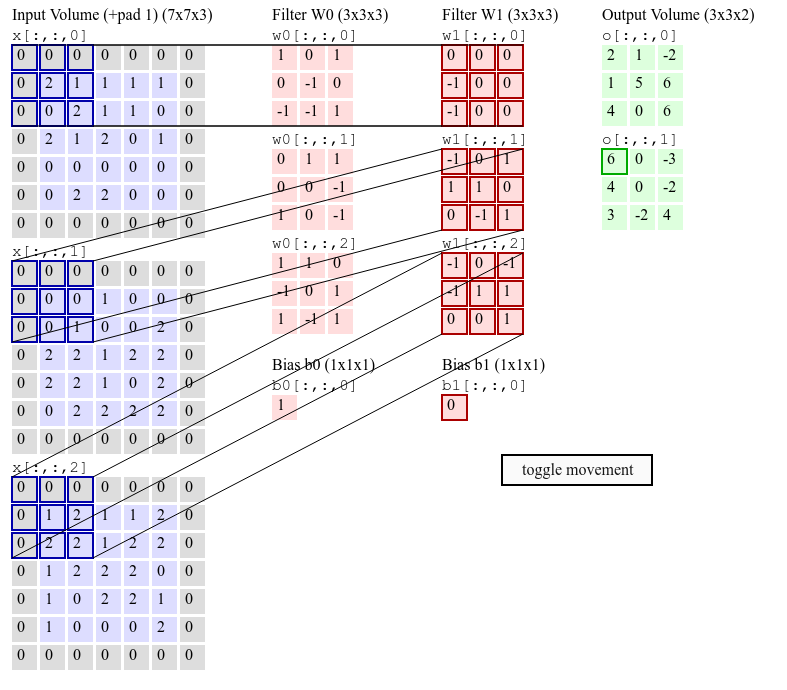 Input Volume (+pad 1) (7x7x3)
x[:,:,0]
0 0 0 0 0 0 0
0 2 1 1 1 1 0
0 0 2 1 1 0 0
0 2 1 2 0 1 0
0 0 0 0 0 0 0
0 0 2 2 0 0 0
0 0 0 0 0 0 0
x[:,:,1]
0 0 0 0 0 0 0
0 0 0 1 0 0 0
0 0 1 0 0 2 0
0 2 2 1 2 2 0
0 2 2 1 0 2 0
0 0 2 2 2 2 0
0 0 0 0 0 0 0
x[:,:,2]
0 0 0 0 0 0 0
0 1 2 1 1 2 0
0 2 2 1 2 2 0
0 1 2 2 2 0 0
0 1 0 2 2 1 0
0 1 0 0 0 2 0
0 0 0 0 0 0 0
Filter W0 (3x3x3)
w0[:,:,0]
1 0 1
0 -1 0
-1 -1 1
w0[:,:,1]
0 1 1
0 0 -1
1 0 -1
w0[:,:,2]
1 1 0
-1 0 1
1 -1 1
Bias b0 (1x1x1)
b0[:,:,0]
1
Filter W1 (3x3x3)
w1[:,:,0]
0 0 0
-1 0 0
-1 0 0
w1[:,:,1]
-1 0 1
1 1 0
0 -1 1
w1[:,:,2]
-1 0 -1
-1 1 1
0 0 1
Bias b1 (1x1x1)
b1[:,:,0]
0
Output Volume (3x3x2)
o[:,:,0]
2 1 -2
1 5 6
4 0 6
o[:,:,1]
6 0 -3
4 0 -2
3 -2 4
toggle movement